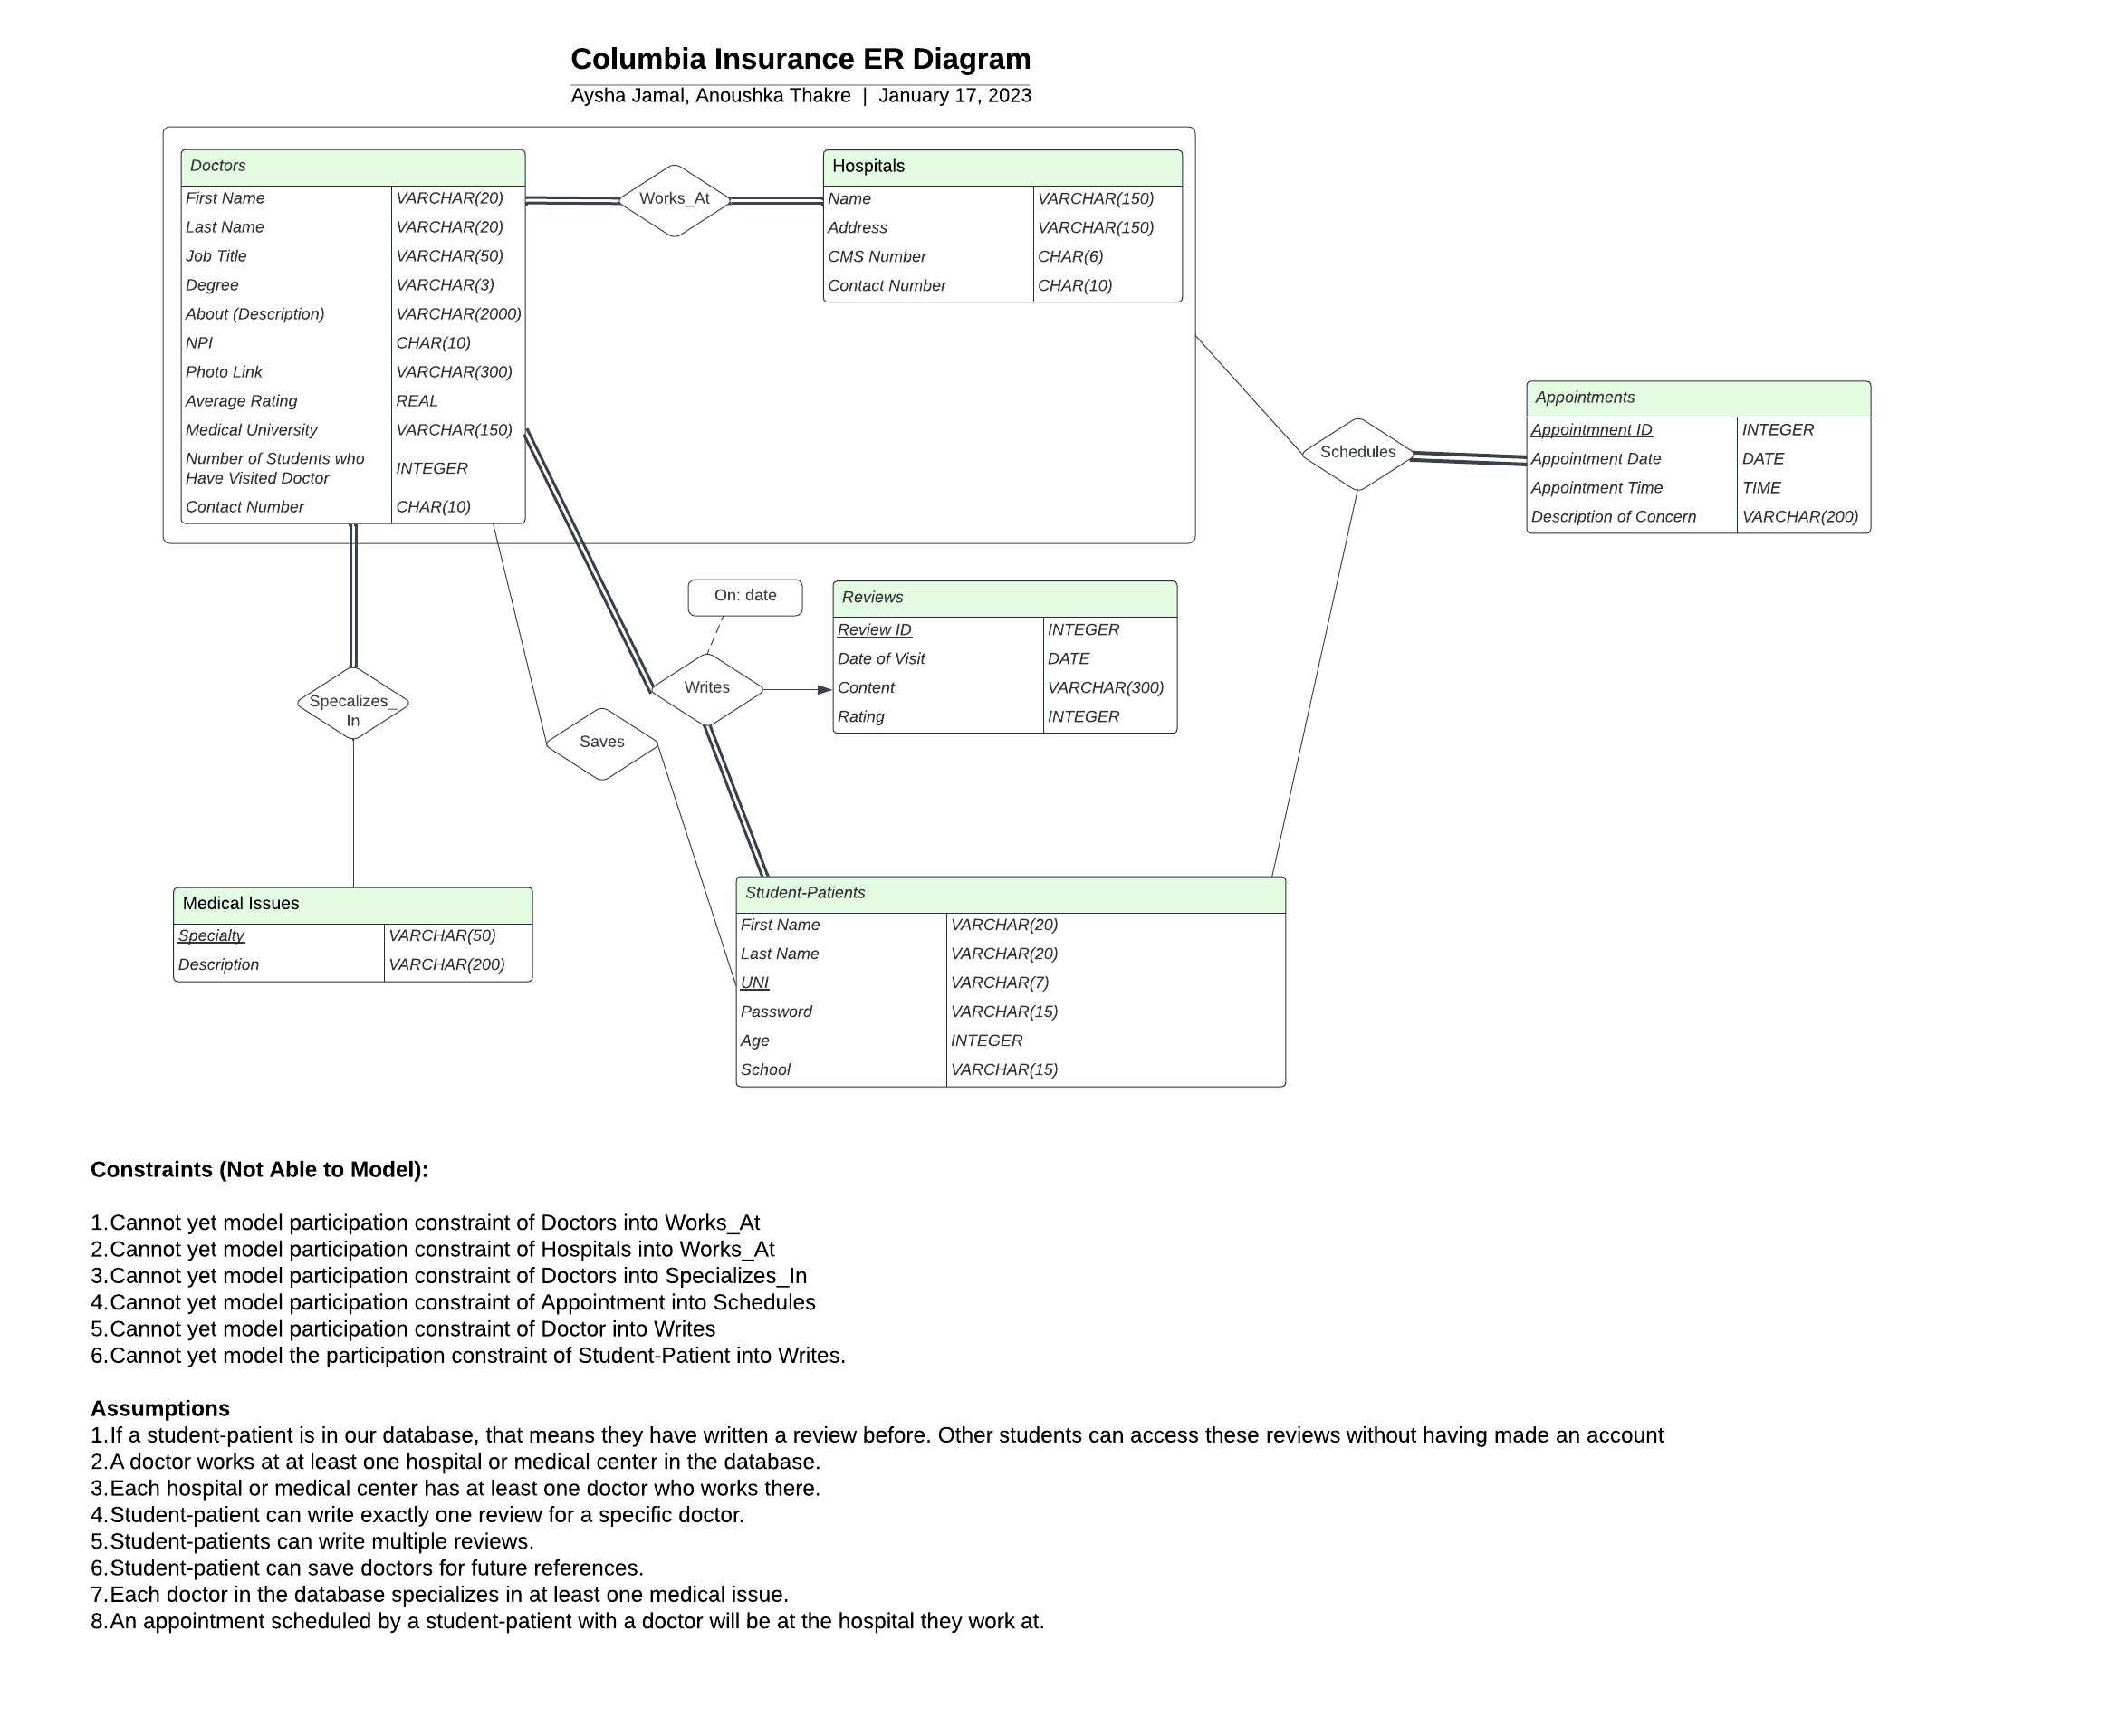 Columbia Insurance ER Diagram
Aysha Jamal, Anoushka Thakre | January 17, 2023
Doctors
First Name VARCHAR(20)
Last Name VARCHAR(20)
Job Title VARCHAR(50)
Degree VARCHAR(3)
About (Description) VARCHAR(2000)
NPI CHAR(10)
Photo Link VARCHAR(300)
Average Rating REAL
Medical University VARCHAR(150)
Number of Students who
Have Visited Doctor INTEGER
Contact Number CHAR(10)
Works_At
Hospitals
Name VARCHAR(150)
Address VARCHAR(150)
CMS Number CHAR(6)
Contact Number CHAR(10)
Schedules
Appointments
Appointmnent ID INTEGER
Appointment Date DATE
Appointment Time TIME
Description of Concern VARCHAR(200)
On: date
Writes
Reviews
Review ID INTEGER
Date of Visit DATE
Content VARCHAR(300)
Rating INTEGER
Specalizes_
In
Saves
Medical Issues
Specialty VARCHAR(50)
Description VARCHAR(200)
Student-Patients
First Name VARCHAR(20)
Last Name VARCHAR(20)
UNI VARCHAR(7)
Password VARCHAR(15)
Age INTEGER
School VARCHAR(15)
Constraints (Not Able to Model):
1.Cannot yet model participation constraint of Doctors into Works_At
2.Cannot yet model participation constraint of Hospitals into Works_At
3.Cannot yet model participation constraint of Doctors into Specializes_In
4.Cannot yet model participation constraint of Appointment into Schedules
5.Cannot yet model participation constraint of Doctor into Writes
6.Cannot yet model the participation constraint of Student-Patient into Writes.
Assumptions
1.If a student-patient is in our database, that means they have written a review before. Other students can access these reviews without having made an account
2.A doctor works at at least one hospital or medical center in the database.
3.Each hospital or medical center has at least one doctor who works there.
4.Student-patient can write exactly one review for a specific doctor.
5.Student-patients can write multiple reviews.
6.Student-patient can save doctors for future references.
7.Each doctor in the database specializes in at least one medical issue.
8.An appointment scheduled by a student-patient with a doctor will be at the hospital they work at.